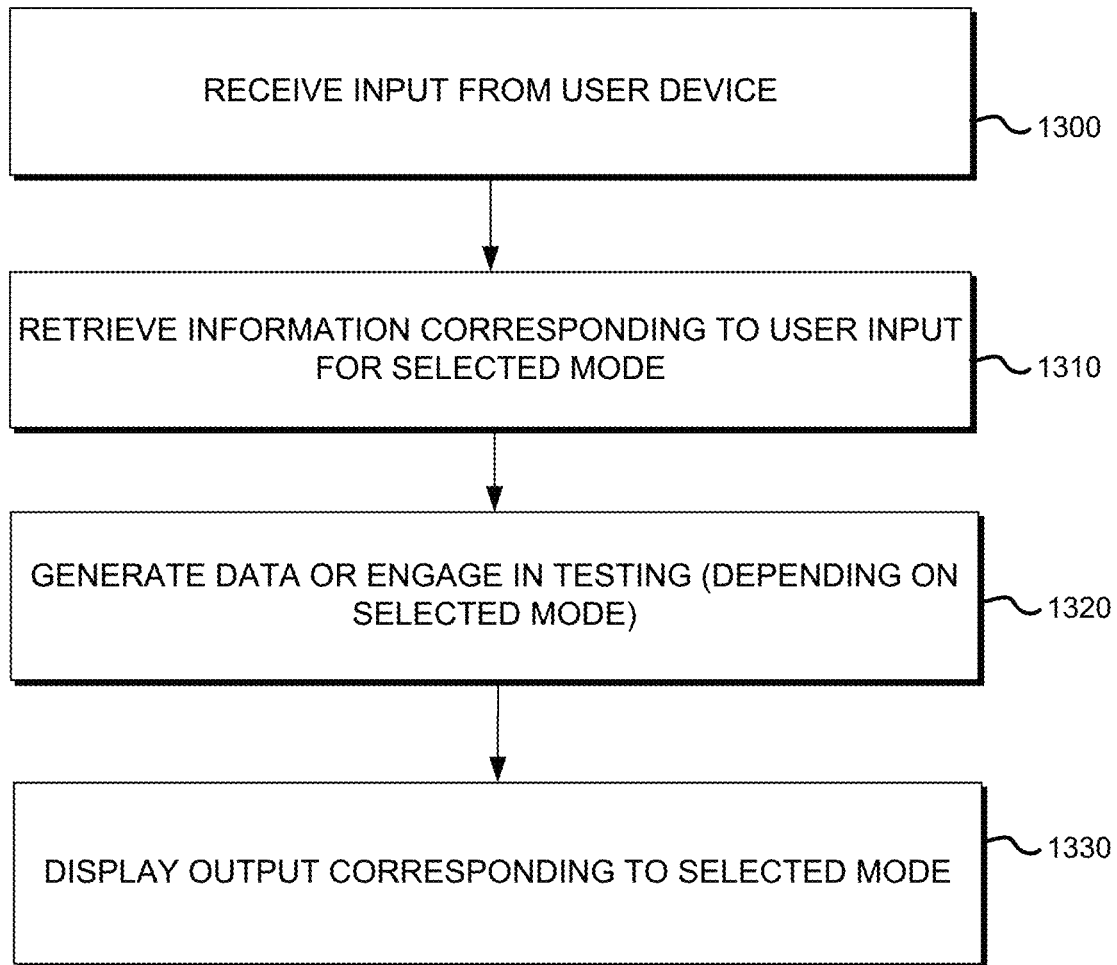 RECEIVE INPUT FROM USER DEVICE
1300
RETRIEVE INFORMATION CORRESPONDING TO USER INPUT
FOR SELECTED MODE
1310
GENERATE DATA OR ENGAGE IN TESTING (DEPENDING ON
SELECTED MODE)
1320
DISPLAY OUTPUT CORRESPONDING TO SELECTED MODE
1330